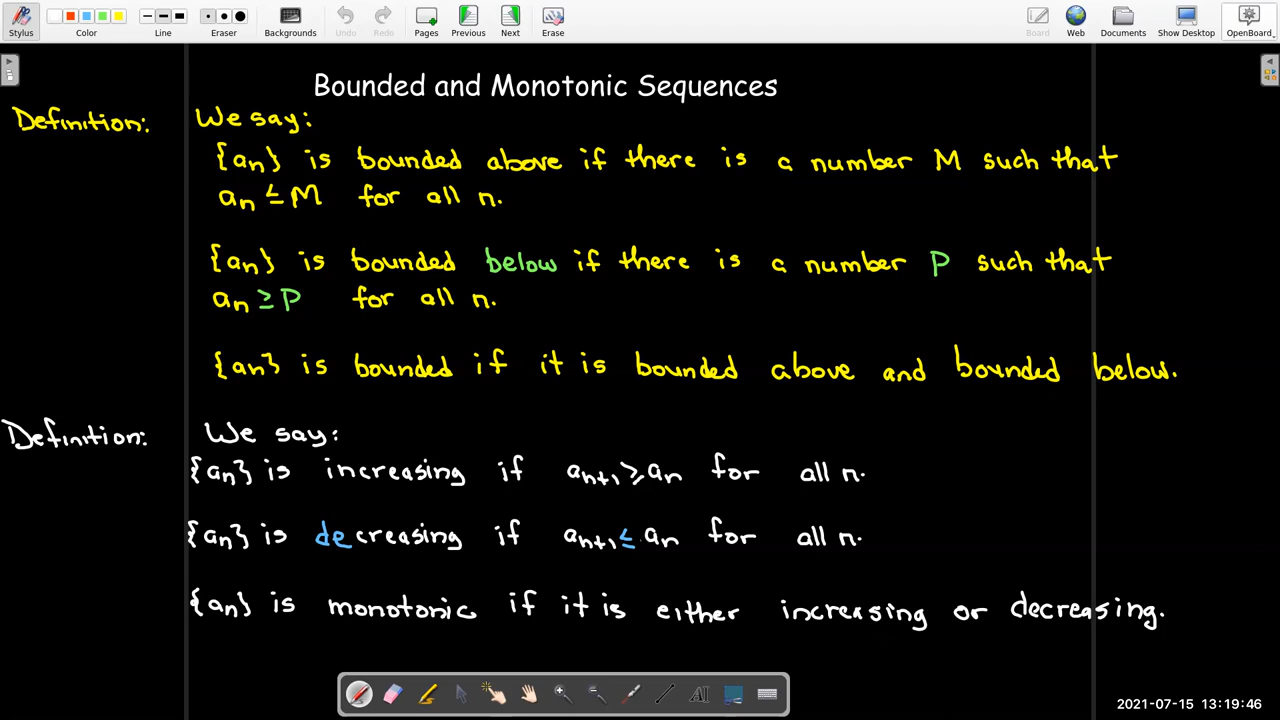 Stylus Color Line Eraser Backgrounds Undo Redo Pages Previous Next Erase Board Web Documents Show Desktop OpenBoard
Bounded and Monotonic Sequences
Definition: We say:
{aₙ} is bounded above if there is a number M such that
aₙ ≤ M for all n.
{aₙ} is bounded below if there is a number P such that
aₙ ≥ P for all n.
{aₙ} is bounded if it is bounded above and bounded below.
Definition: We say:
{aₙ} is increasing if aₙ₊₁ ≥ aₙ for all n.
{aₙ} is decreasing if aₙ₊₁ ≤ aₙ for all n.
{aₙ} is monotonic if it is either increasing or decreasing.
AI
2021-07-15 13:19:46